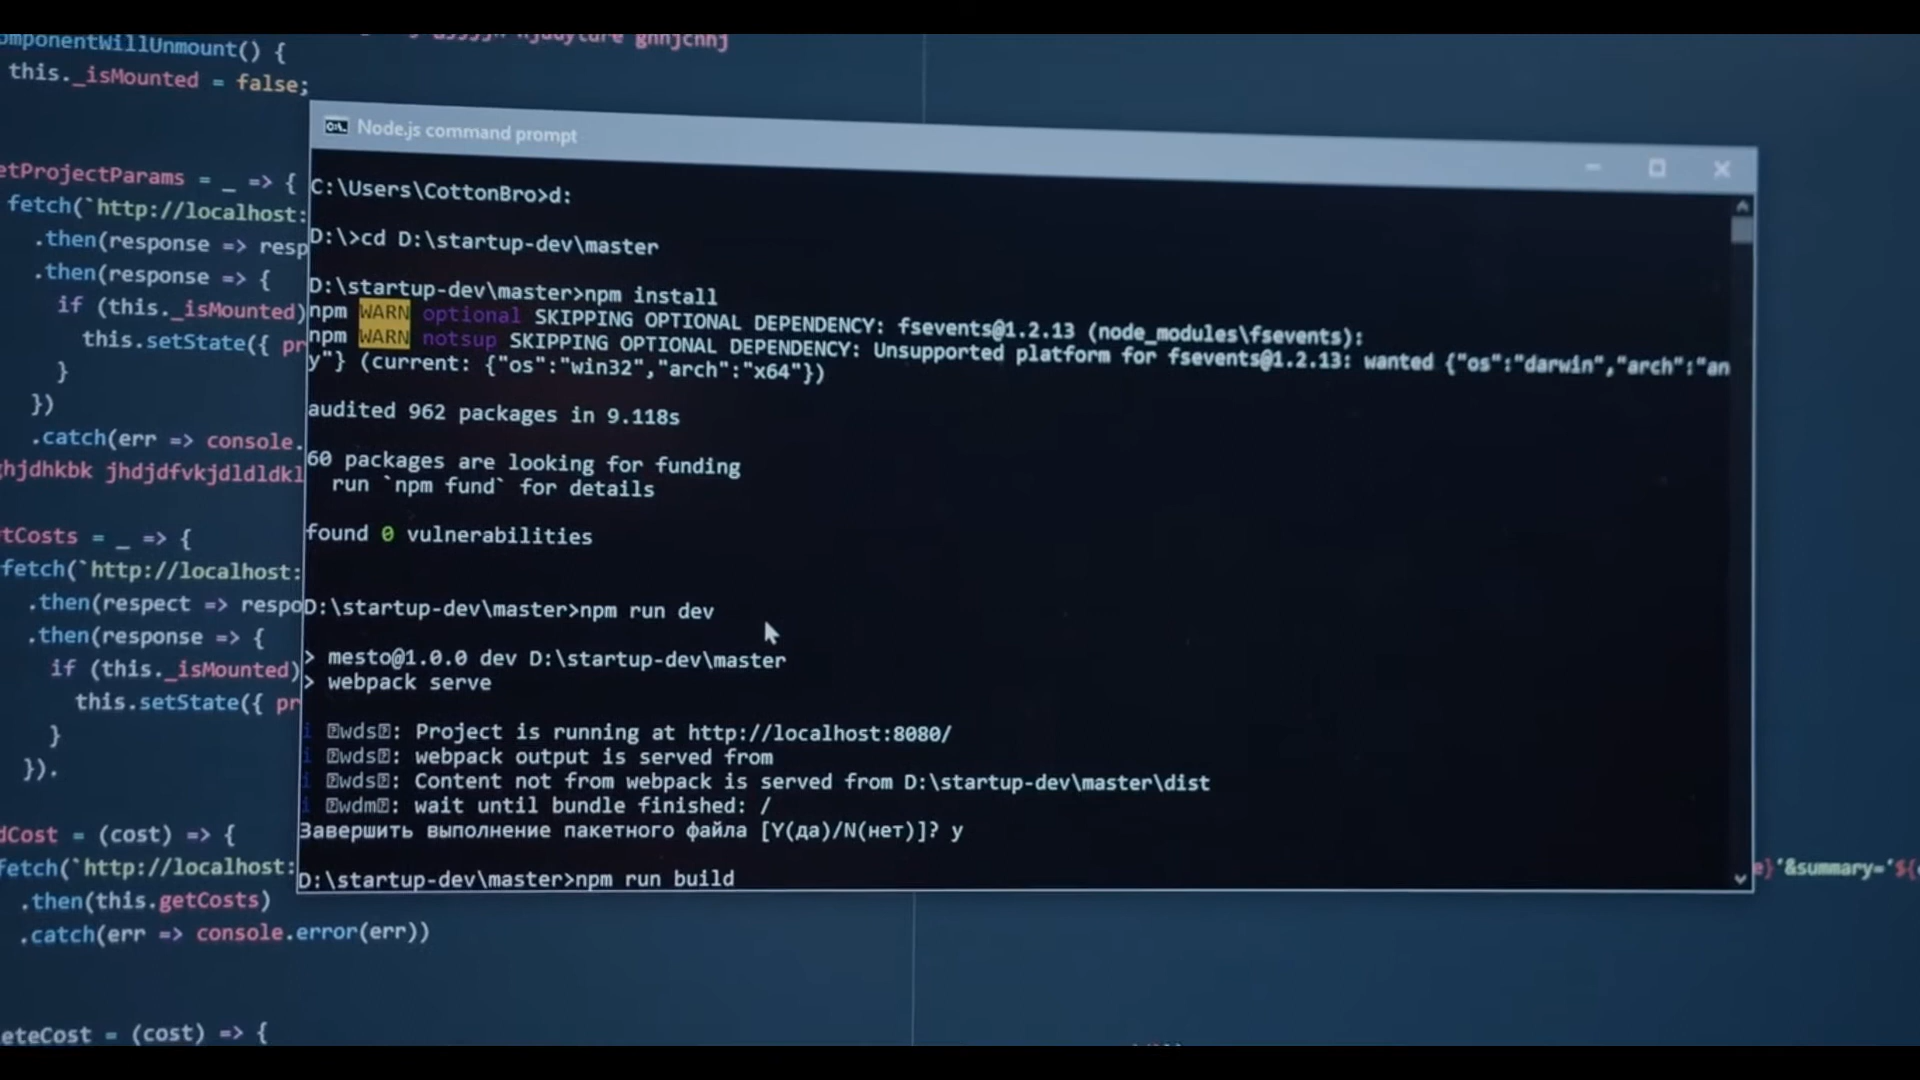 componentWillUnmount() {
this._isMounted = false;
Node.js command prompt
C:\Users\CottonBro>d:
D:\>cd D:\startup-dev\master
D:\startup-dev\master>npm install
npm WARN optional SKIPPING OPTIONAL DEPENDENCY: fsevents@1.2.13 (node_modules\fsevents):
npm WARN notsup SKIPPING OPTIONAL DEPENDENCY: Unsupported platform for fsevents@1.2.13: wanted {"os":"darwin","arch":"an
y"} (current: {"os":"win32","arch":"x64"})
audited 962 packages in 9.118s
60 packages are looking for funding
run `npm fund` for details
found 0 vulnerabilities
D:\startup-dev\master>npm run dev
> mesto@1.0.0 dev D:\startup-dev\master
> webpack serve
i wds: Project is running at http://localhost:8080/
i wds: webpack output is served from
i wds: Content not from webpack is served from D:\startup-dev\master\dist
i wdm: wait until bundle finished: /
Завершить выполнение пакетного файла [Y(да)/N(нет)]? y
D:\startup-dev\master>npm run build
etProjectParams = _ => {
fetch(`http://localhost:
.then(response => resp
.then(response => {
if (this._isMounted)
this.setState({ pr
}
})
.catch(err => console.
hjdhkbk jhdjdfvkjdldldkl
tCosts = _ => {
fetch(`http://localhost:
.then(respect => respo
.then(response => {
if (this._isMounted)
this.setState({ pr
}
}).
dCost = (cost) => {
fetch(`http://localhost:
e}'&summary='${
.then(this.getCosts)
.catch(err => console.error(err))
eteCost = (cost) => {